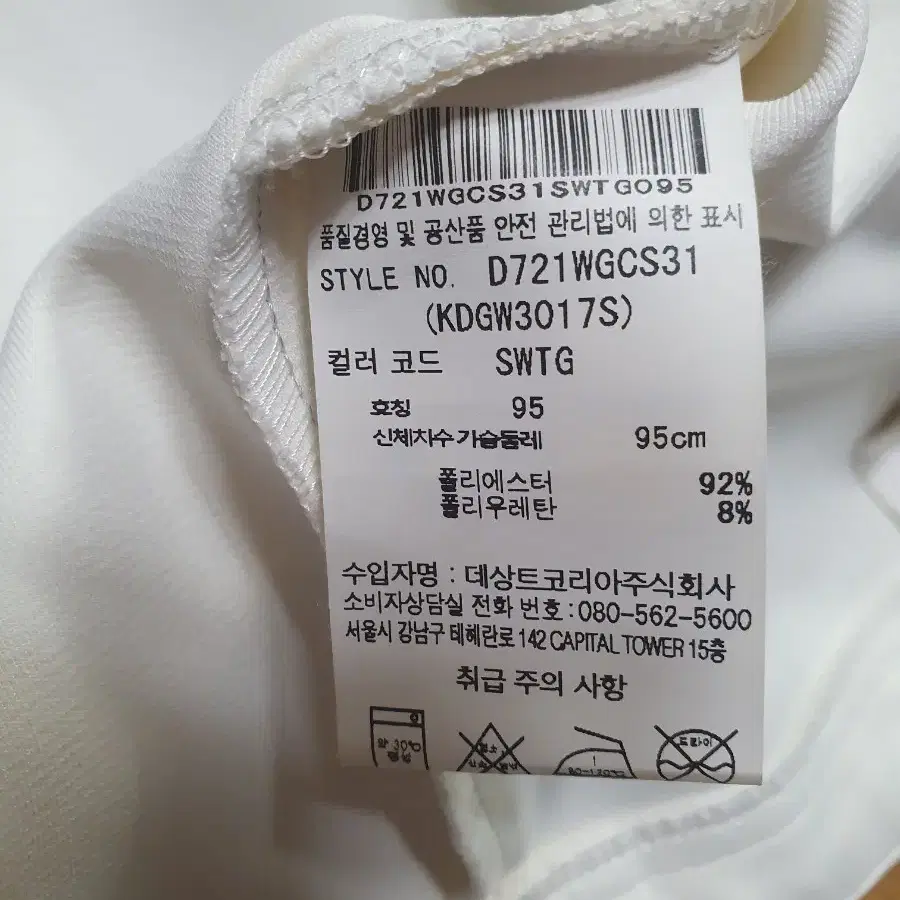 D721WGCS31SWTG095
품질경영 및 공산품 안전 관리법에 의한 표시
STYLE NO. D721WGCS31
(KDGW3017S)
컬러 코드 SWTG
호칭 95
신체치수 가슴둘레 95cm
폴리에스터 92%
폴리우레탄 8%
수입자명 : 데상트코리아주식회사
소비자상담실 전화 번호 : 080-562-5600
서울시 강남구 테헤란로 142 CAPITAL TOWER 15층
취급 주의 사항
약 30℃
드라이